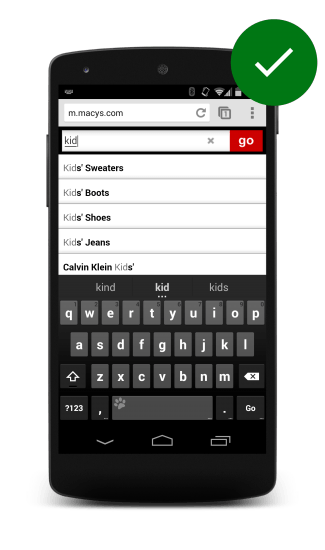 m.macys.com
1
kid
go
Kids' Sweaters
Kids' Boots
Kids' Shoes
Kids' Jeans
Calvin Klein Kids'
kind kid kids
q w e r t y u i o p
a s d f g h j k l
z x c v b n m
?123 , . Go